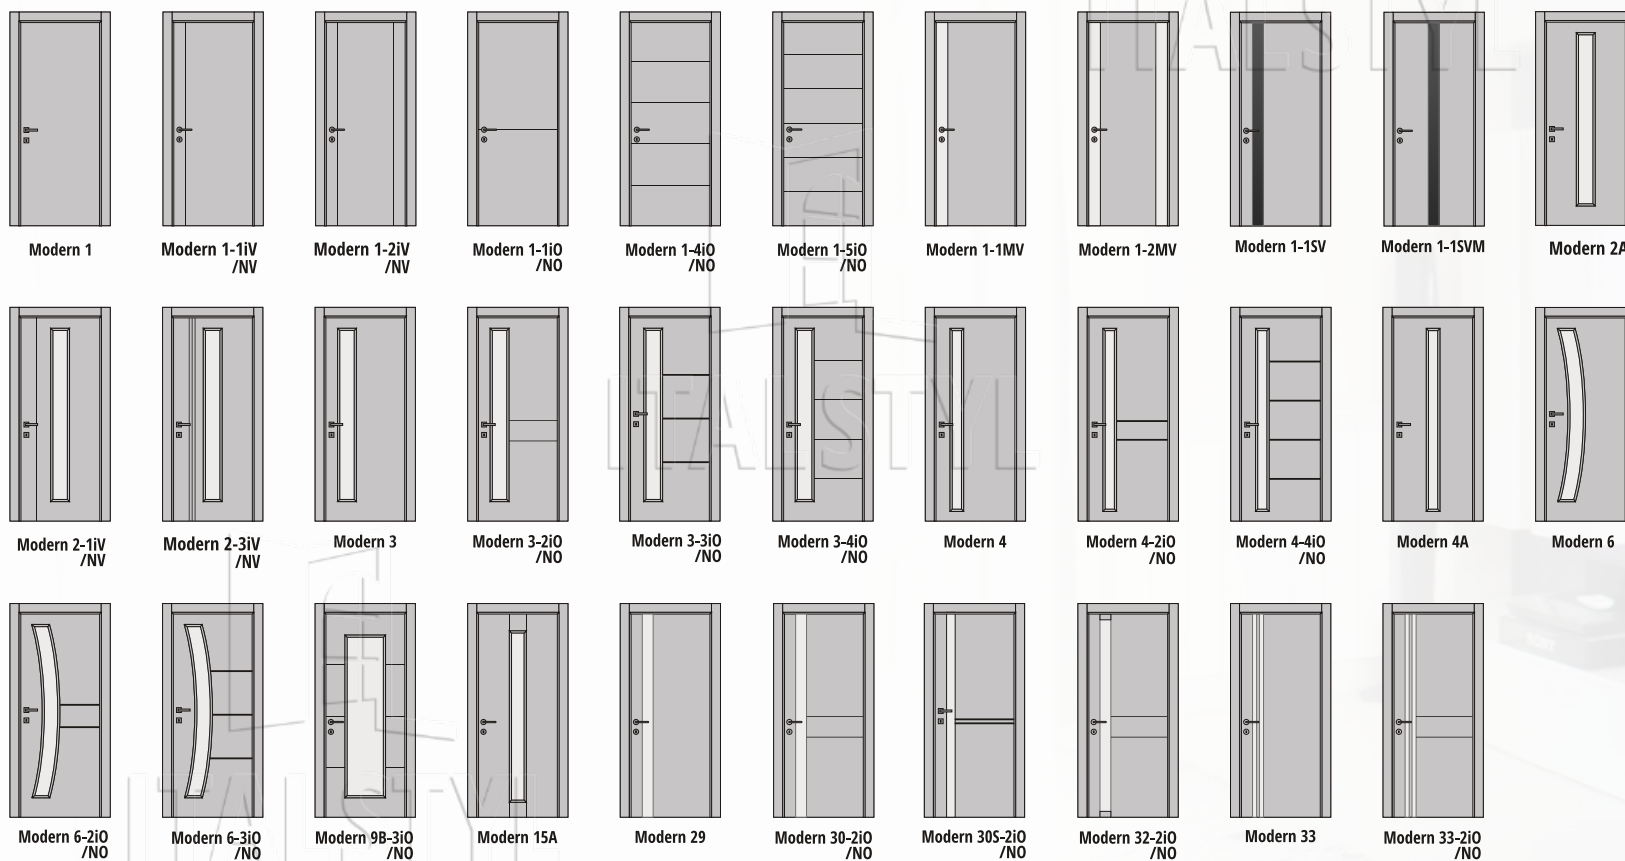 ITALSTYL
Modern 1
Modern 1-1iV
/NV
Modern 1-2iV
/NV
Modern 1-1iO
/NO
Modern 1-4iO
/NO
Modern 1-5iO
/NO
Modern 1-1MV
Modern 1-2MV
Modern 1-1SV
Modern 1-1SVM
Modern 2A
ITALSTYL
Modern 2-1iV
/NV
Modern 2-3iV
/NV
Modern 3
Modern 3-2iO
/NO
Modern 3-3iO
/NO
Modern 3-4iO
/NO
Modern 4
Modern 4-2iO
/NO
Modern 4-4iO
/NO
Modern 4A
Modern 6
SONY
ITALSTYL
Modern 6-2iO
/NO
Modern 6-3iO
/NO
Modern 9B-3iO
/NO
Modern 15A
Modern 29
Modern 30-2iO
/NO
Modern 30S-2iO
/NO
Modern 32-2iO
/NO
Modern 33
Modern 33-2iO
/NO